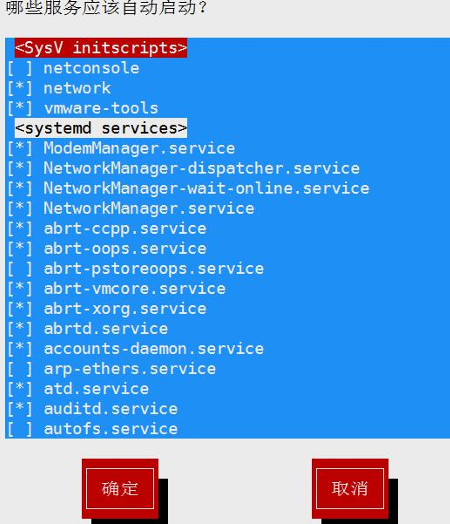 哪些服务应该自动启动?
<SysV initscripts>
[ ] netconsole
[*] network
[*] vmware-tools
<systemd services>
[*] ModemManager.service
[*] NetworkManager-dispatcher.service
[*] NetworkManager-wait-online.service
[*] NetworkManager.service
[*] abrt-ccpp.service
[*] abrt-oops.service
[ ] abrt-pstoreoops.service
[*] abrt-vmcore.service
[*] abrt-xorg.service
[*] abrtd.service
[*] accounts-daemon.service
[ ] arp-ethers.service
[*] atd.service
[*] auditd.service
[ ] autofs.service
确定 取消